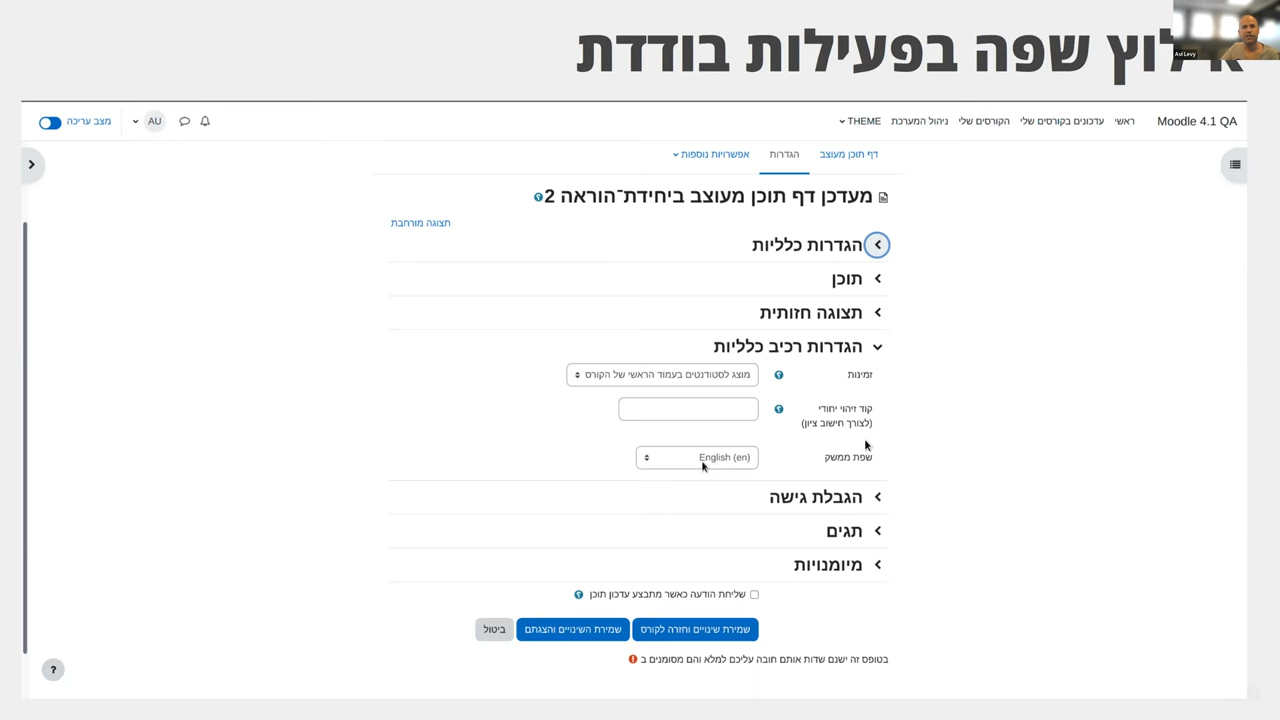 לוץ שפה בפעילות בודדת
Avi Levy
Moodle 4.1 QA ראשי עדכונים בקורסים שלי הקורסים שלי ניהול המערכת THEME
AU מצב עריכה
דף תוכן מעוצב הגדרות אפשרויות נוספות
מעדכן דף תוכן מעוצב ביחידת־הוראה 2
תצוגה מורחבת
הגדרות כלליות
תוכן
תצוגה חזותית
הגדרות רכיב כלליות
זמינות מוצג לסטודנטים בעמוד הראשי של הקורס
קוד זיהוי יחודי
(לצורך חישוב ציון)
שפת ממשק English (en)
הגבלת גישה
תגים
מיומנויות
שליחת הודעה כאשר מתבצע עדכון תוכן
שמירת שינויים וחזרה לקורס שמירת השינויים והצגתם ביטול
בטופס זה ישנם שדות אותם חובה עליכם למלא והם מסומנים ב
?